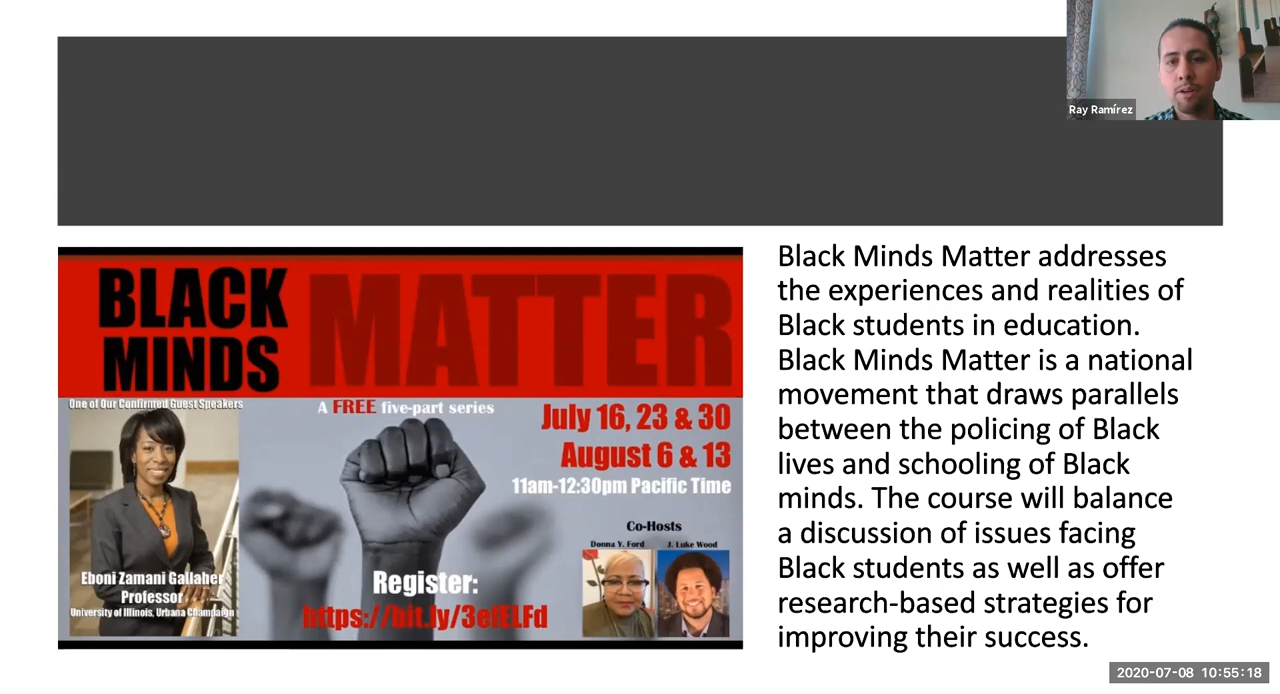 Ray Ramírez
BLACK
MINDS
MATTER
One of Our Confirmed Guest Speakers
A FREE five-part series
July 16, 23 & 30
August 6 & 13
11am-12:30pm Pacific Time
Co-Hosts
Donna Y. Ford
J. Luke Wood
Eboni Zamani Gallaher
Professor
University of Illinois, Urbana Champaign
Register:
https://bit.ly/3efELFd
Black Minds Matter addresses
the experiences and realities of
Black students in education.
Black Minds Matter is a national
movement that draws parallels
between the policing of Black
lives and schooling of Black
minds. The course will balance
a discussion of issues facing
Black students as well as offer
research-based strategies for
improving their success.
2020-07-08 10:55:18